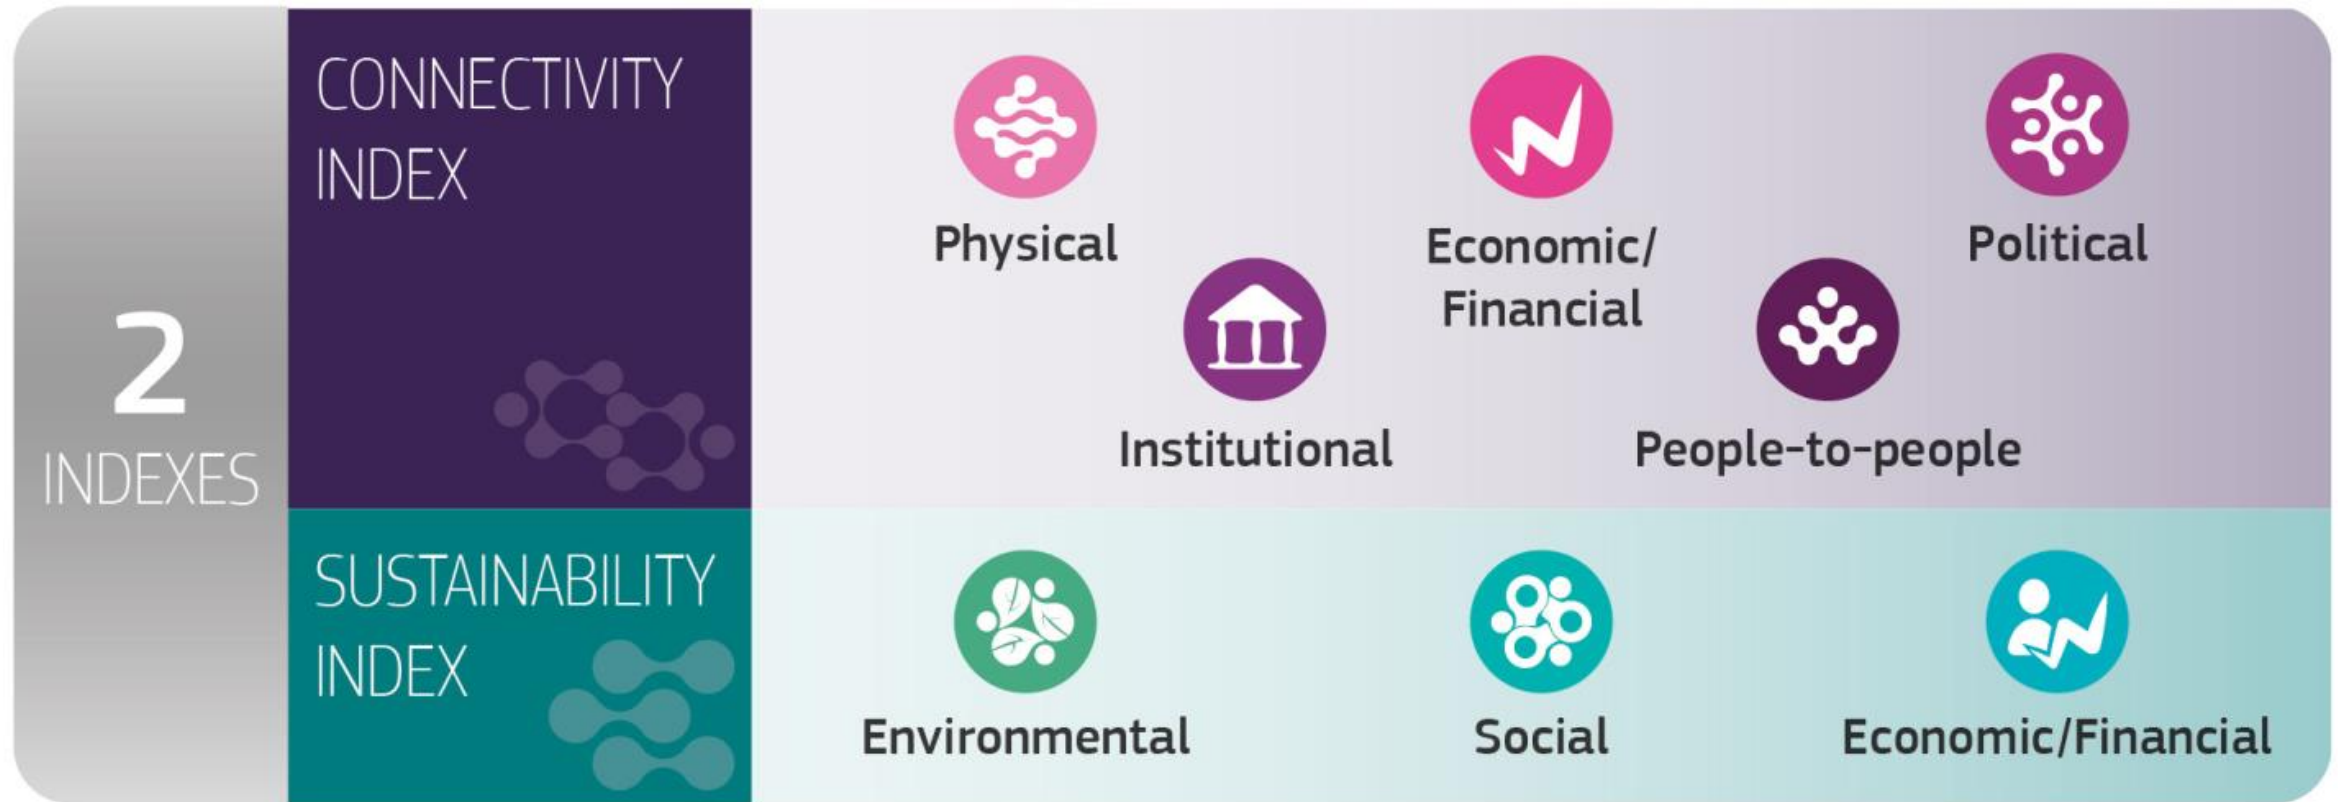 2
INDEXES
CONNECTIVITY
INDEX
Physical
Economic/
Financial
Political
Institutional
People-to-people
SUSTAINABILITY
INDEX
Environmental
Social
Economic/Financial